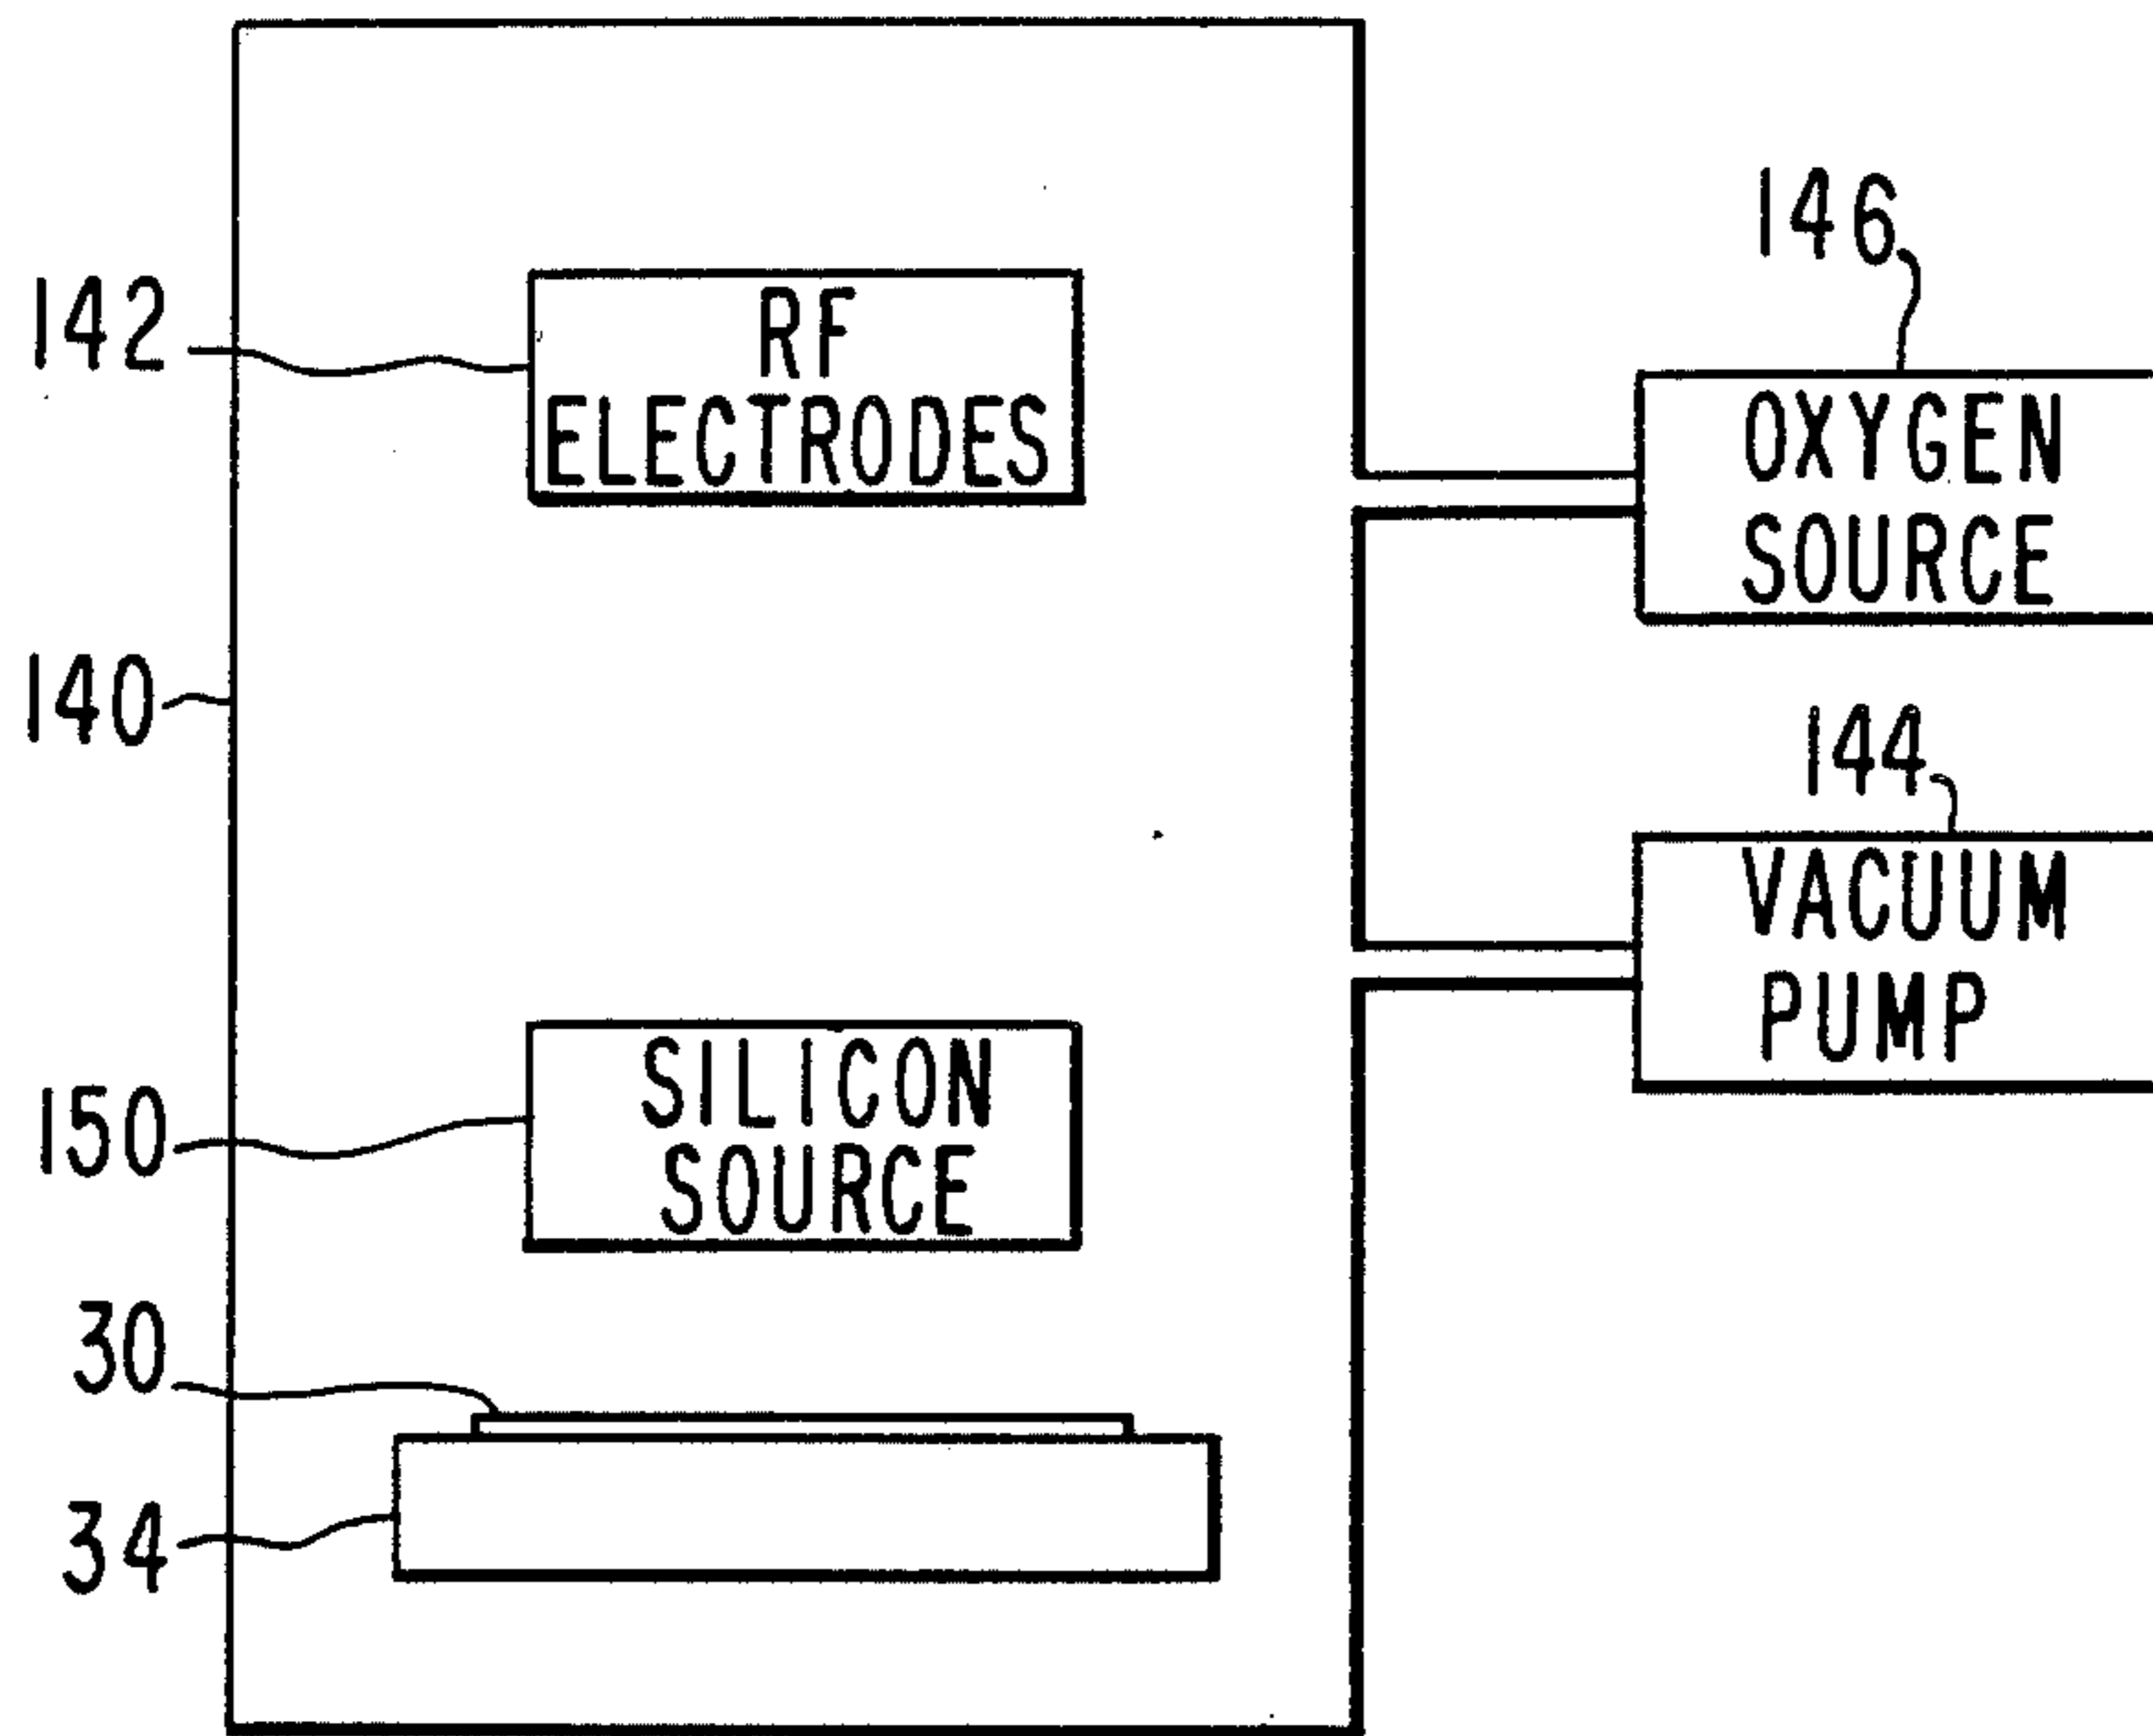 142
RF
ELECTRODES
146
OXYGEN
SOURCE
140
144
VACUUM
PUMP
150
SILICON
SOURCE
30
34